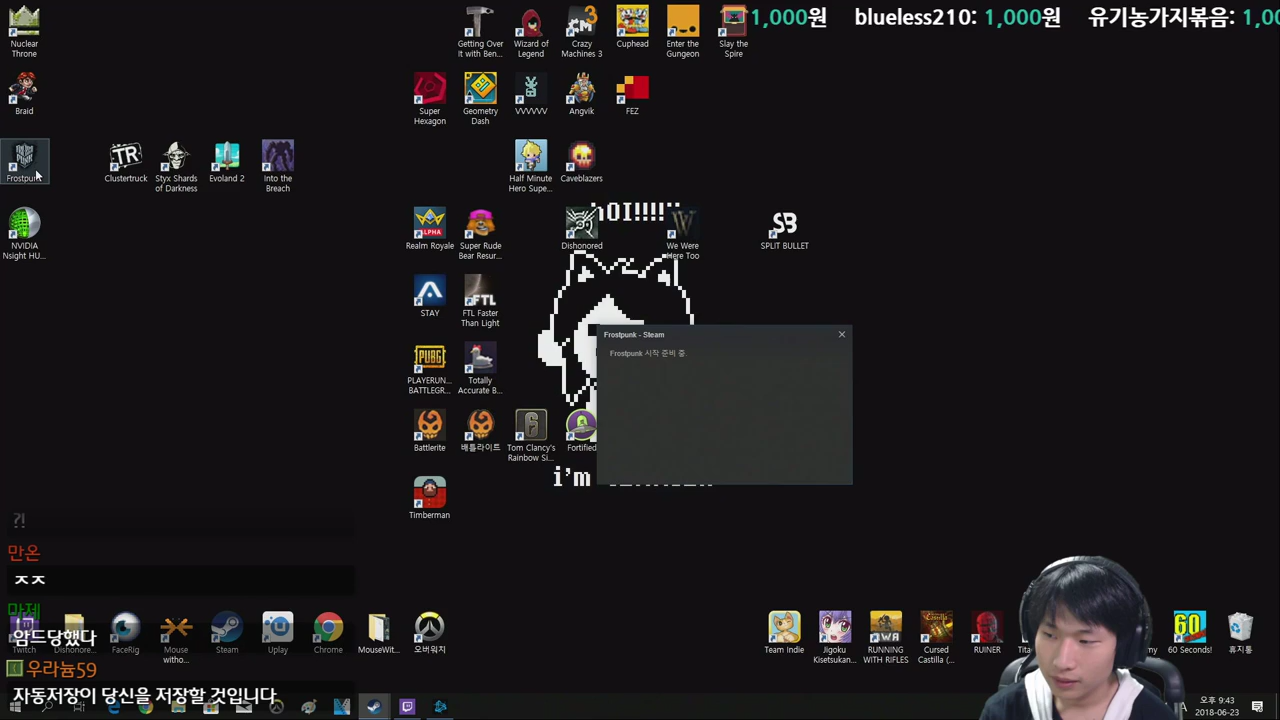 1,000원 blueless210: 1,000원 유기농가지볶음: 1,00
Nuclear
Throne
Getting Over
It with Ben...
Wizard of
Legend
Crazy
Machines 3
Cuphead
Enter the
Gungeon
Slay the
Spire
Braid
Super
Hexagon
Geometry
Dash
VVVVVV
Angvik
FEZ
Frostpunk
Clustertruck
Styx Shards
of Darkness
Evoland 2
Into the
Breach
Half Minute
Hero Supe...
Caveblazers
hOI!!!!!
NVIDIA
Nsight HU...
Realm Royale
Super Rude
Bear Resur...
Dishonored
We Were
Here Too
SPLIT BULLET
STAY
FTL Faster
Than Light
Frostpunk - Steam
Frostpunk 시작 준비 중.
PLAYERUN...
BATTLEGR...
Totally
Accurate B...
Battlerite
배틀라이트
Tom Clancy's
Rainbow Si...
Fortified
i'm
Timberman
?!
만온
ㅈㅈ
마제
암드당했다
우라늄59
자동저장이 당신을 저장할 것입니다
Twitch
Dishonore...
FaceRig
Mouse
witho...
Steam
Uplay
Chrome
MouseWit...
오버워치
Team Indie
Jigoku
Kisetsukan...
RUNNING
WITH RIFLES
Cursed
Castilla (...
RUINER
60 Seconds!
휴지통
오후 9:43
2018-06-23